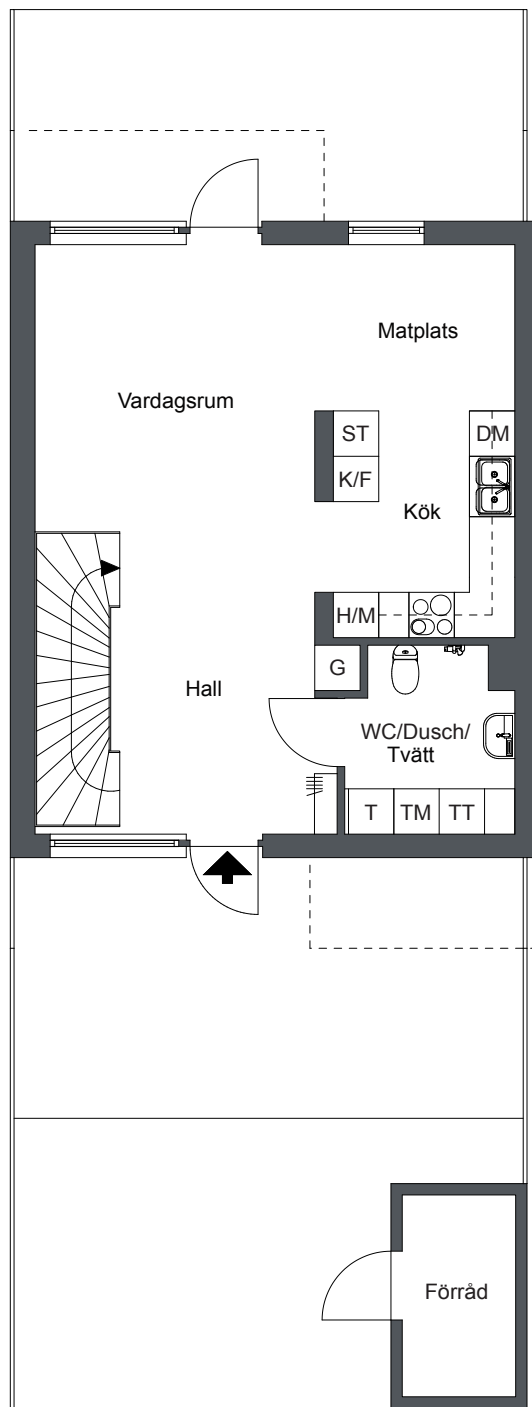 Matplats
Vardagsrum
ST
DM
K/F
Kök
H/M
G
Hall
WC/Dusch/
Tvätt
T
TM
TT
Förråd